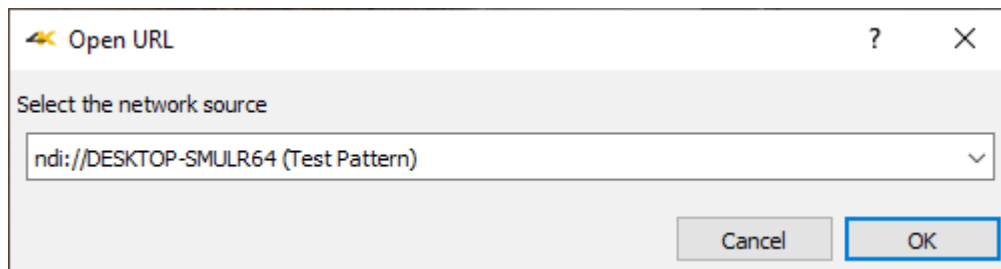 Open URL
?
Select the network source
ndi://DESKTOP-SMULR64 (Test Pattern)
Cancel
OK